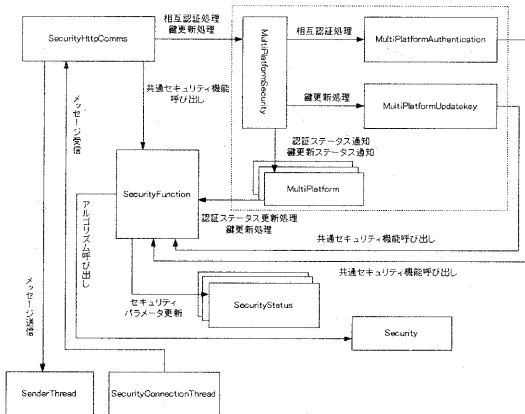 SecurityHttpComms
相互認証処理
鍵更新処理
MultiPlatformSecurity
相互認証処理
MultiPlatformAuthentication
鍵更新処理
MultiPlatformUpdatekey
共通セキュリティ機能
呼び出し
認証ステータス通知
鍵更新ステータス通知
MultiPlatform
メッセージ受信
SecurityFunction
認証ステータス更新処理
鍵更新処理
共通セキュリティ機能呼び出し
共通セキュリティ機能呼び出し
アルゴリズム呼び出し
セキュリティ
パラメータ更新
SecurityStatus
メッセージ送信
Security
SenderThread
SecurityConnectionThread